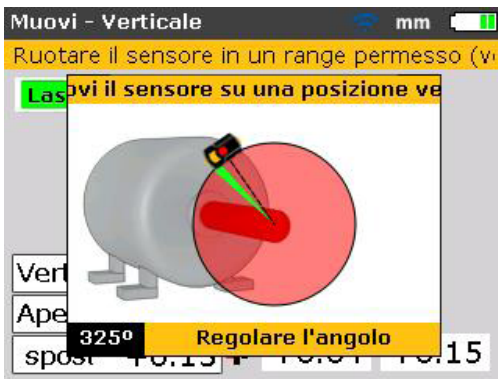 Muovi - Verticale mm
Ruotare il sensore in un range permesso (v
Las
ovi il sensore su una posizione ve
Vert
Ape
325º Regolare l'angolo
spost .15